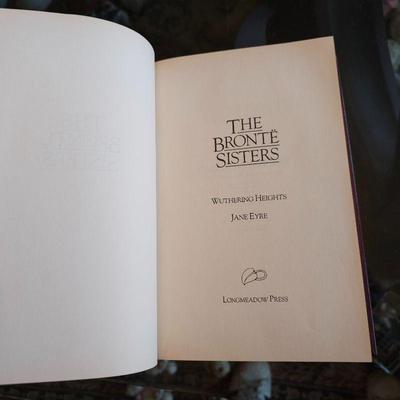 THE
BRONTË
SISTERS
WUTHERING HEIGHTS
JANE EYRE
LONGMEADOW PRESS